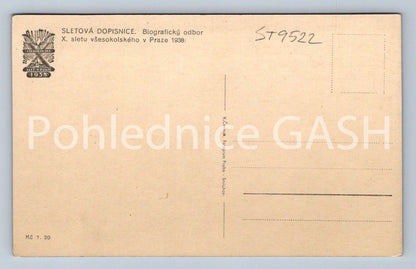 SLETOVÁ DOPISNICE. Biografický odbor
X. sletu všesokolského v Praze 1938.
ST9522
X
1938
Pohlednice GASH
Kč 1.20